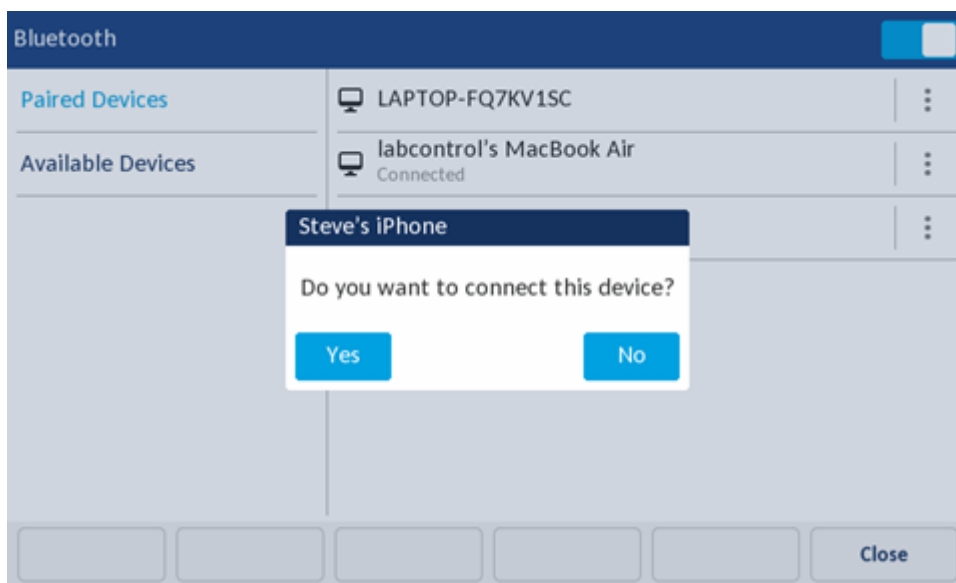 Bluetooth
Paired Devices
LAPTOP-FQ7KV1SC
Available Devices
labcontrol's MacBook Air
Connected
Steve's iPhone
Do you want to connect this device?
Yes
No
Close